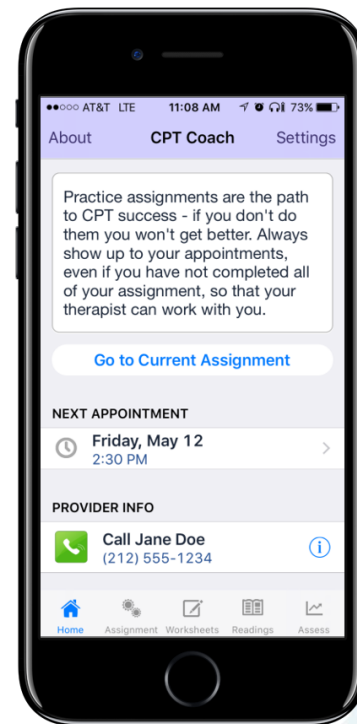 AT&T LTE 11:08 AM 73%
About CPT Coach Settings
Practice assignments are the path
to CPT success - if you don't do
them you won't get better. Always
show up to your appointments,
even if you have not completed all
of your assignment, so that your
therapist can work with you.
Go to Current Assignment
NEXT APPOINTMENT
Friday, May 12
2:30 PM
PROVIDER INFO
Call Jane Doe
(212) 555-1234
Home Assignment Worksheets Readings Assess